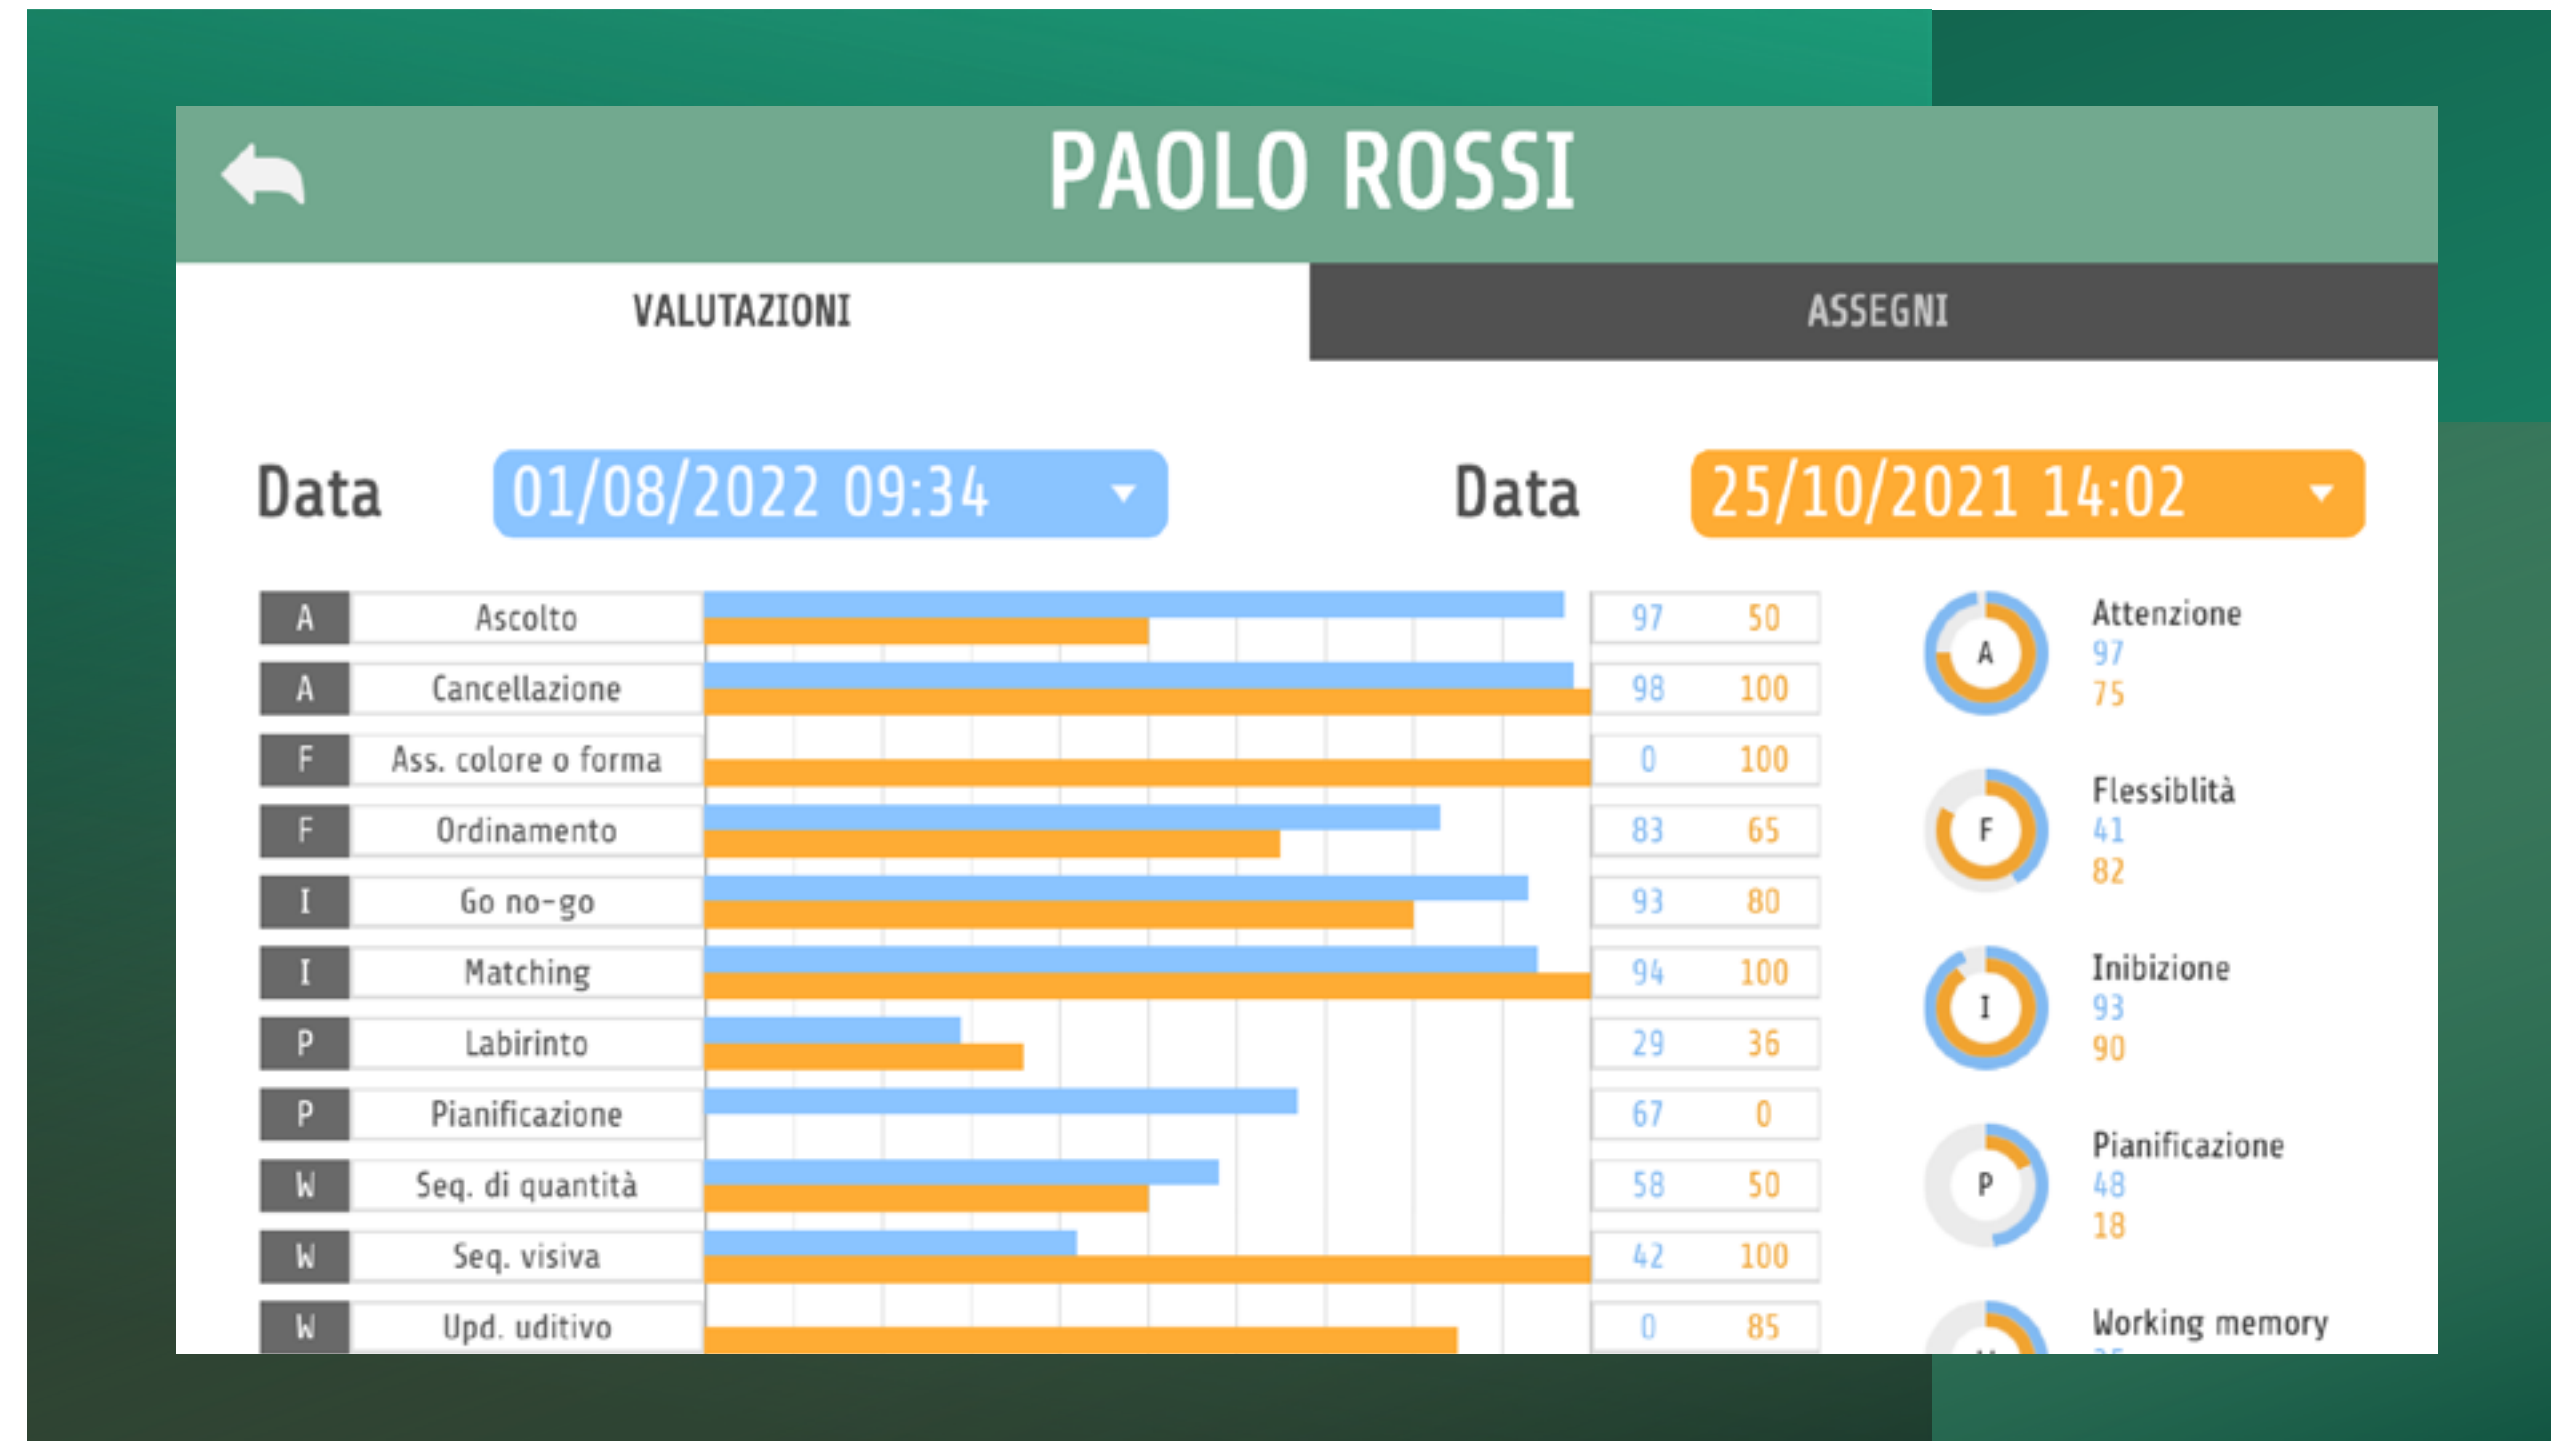 PAOLO ROSSI
VALUTAZIONI ASSEGNI
Data 01/08/2022 09:34 Data 25/10/2021 14:02
A Ascolto 97 50
A Cancellazione 98 100
F Ass. colore o forma 0 100
F Ordinamento 83 65
I Go no-go 93 80
I Matching 94 100
P Labirinto 29 36
P Pianificazione 67 0
W Seq. di quantità 58 50
W Seq. visiva 42 100
W Upd. uditivo 0 85
A Attenzione
97
75
F Flessiblità
41
82
I Inibizione
93
90
P Pianificazione
48
18
Working memory